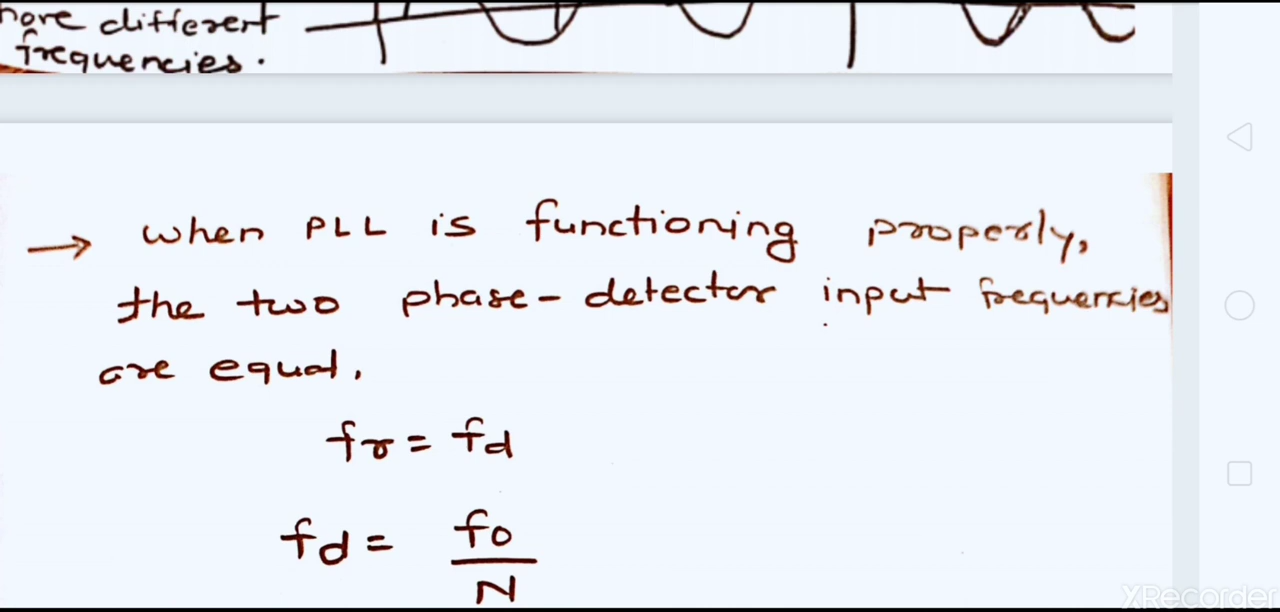 more different
frequencies.
→ when PLL is functioning properly,
the two phase-detector input frequencies
are equal.
fr = fd
fd = fo
N
XRecorder